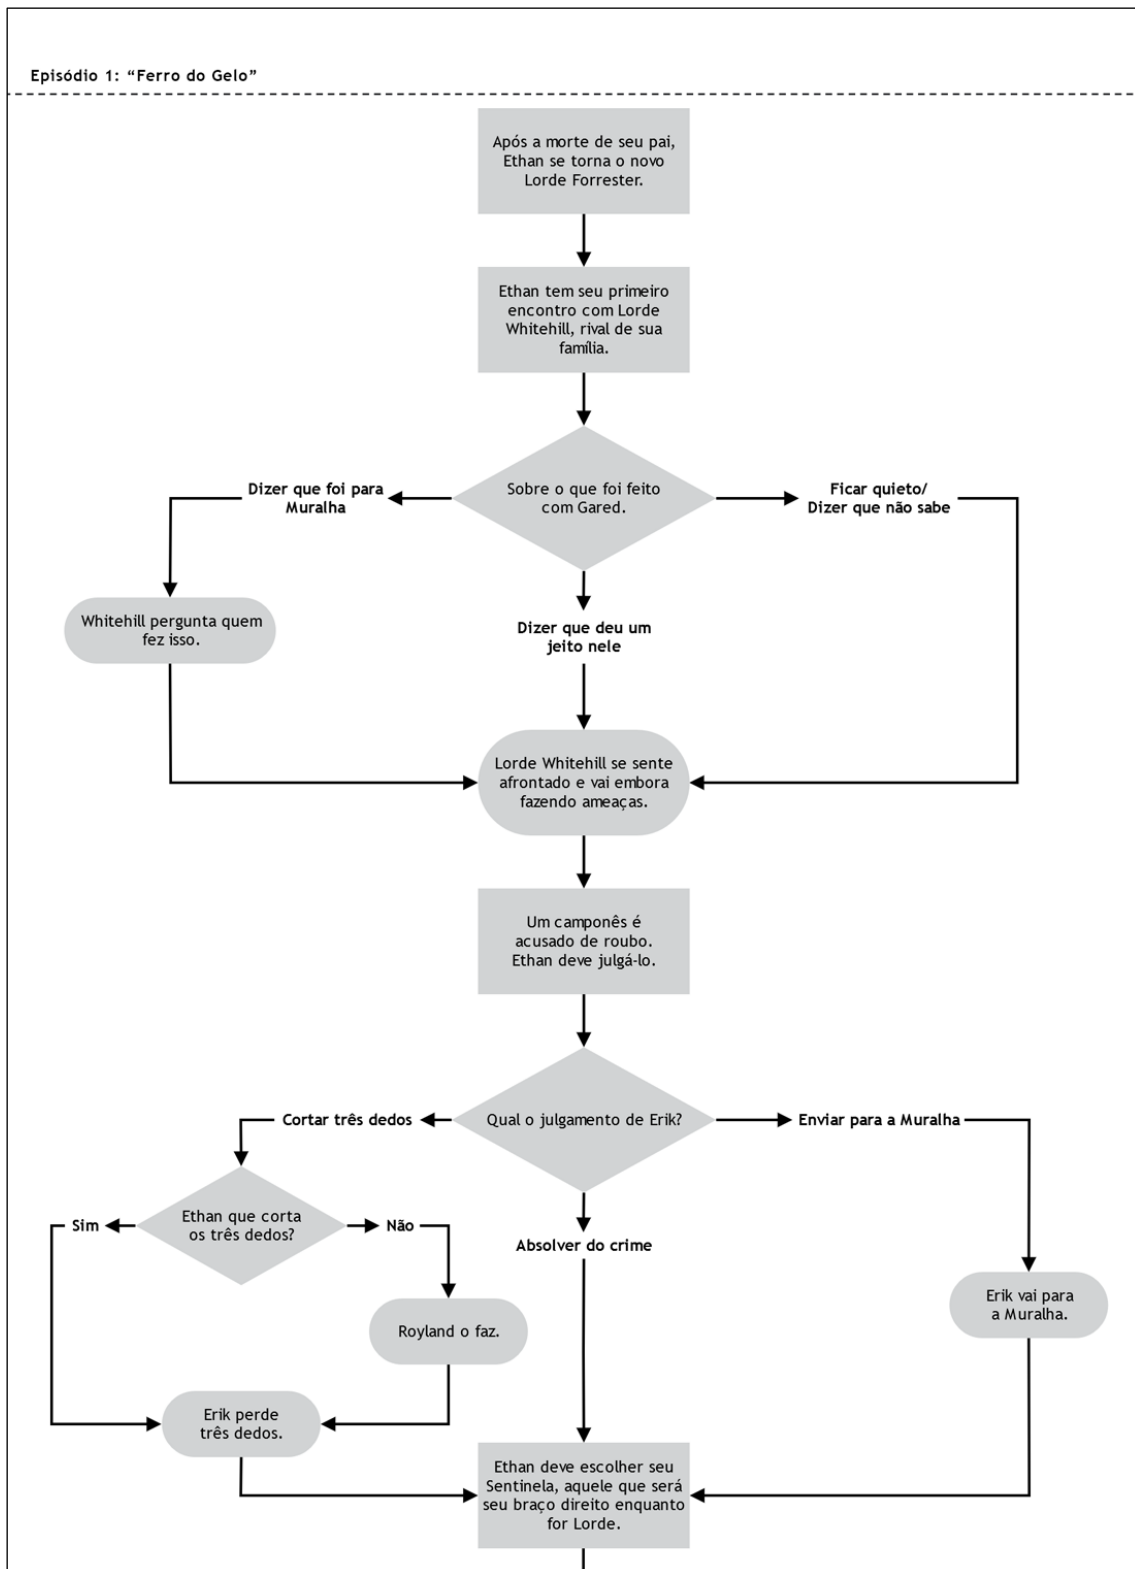 Episódio 1: “Ferro do Gelo”
Após a morte de seu pai,
Ethan se torna o novo
Lorde Forrester.
Ethan tem seu primeiro
encontro com Lorde
Whitehill, rival de sua
família.
Sobre o que foi feito
com Gared.
Dizer que foi para
Muralha
Ficar quieto/
Dizer que não sabe
Whitehill pergunta quem
fez isso.
Dizer que deu um
jeito nele
Lorde Whitehill se sente
afrontado e vai embora
fazendo ameaças.
Um camponês é
acusado de roubo.
Ethan deve julgá-lo.
Qual o julgamento de Erik?
Cortar três dedos
Enviar para a Muralha
Ethan que corta
os três dedos?
Sim
Não
Absolver do crime
Royland o faz.
Erik vai para
a Muralha.
Erik perde
três dedos.
Ethan deve escolher seu
Sentinela, aquele que será
seu braço direito enquanto
for Lorde.